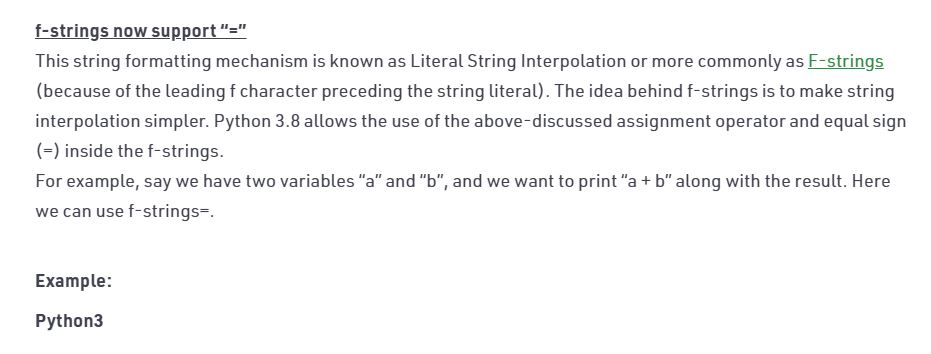 f-strings now support “=”
This string formatting mechanism is known as Literal String Interpolation or more commonly as F-strings
(because of the leading f character preceding the string literal). The idea behind f-strings is to make string
interpolation simpler. Python 3.8 allows the use of the above-discussed assignment operator and equal sign
(=) inside the f-strings.
For example, say we have two variables “a” and “b”, and we want to print “a + b” along with the result. Here
we can use f-strings=.
Example:
Python3